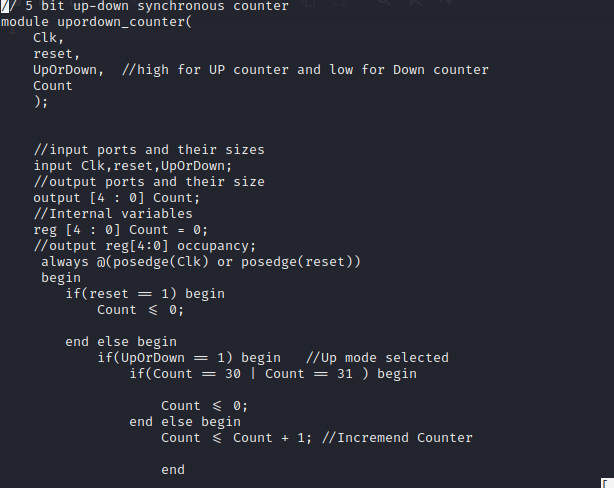 // 5 bit up-down synchronous counter
module upordown_counter(
    Clk,
    reset,
    UpOrDown,  //high for UP counter and low for Down counter
    Count
    );


    //input ports and their sizes
    input Clk,reset,UpOrDown;
    //output ports and their size
    output [4 : 0] Count;
    //Internal variables
    reg [4 : 0] Count = 0;
    //output reg[4:0] occupancy;
     always @(posedge(Clk) or posedge(reset))
     begin
        if(reset == 1) begin
            Count <= 0;

        end else begin
            if(UpOrDown == 1) begin   //Up mode selected
                if(Count == 30 | Count == 31 ) begin

                    Count <= 0;
                end else begin
                    Count <= Count + 1; //Incremend Counter

                    end